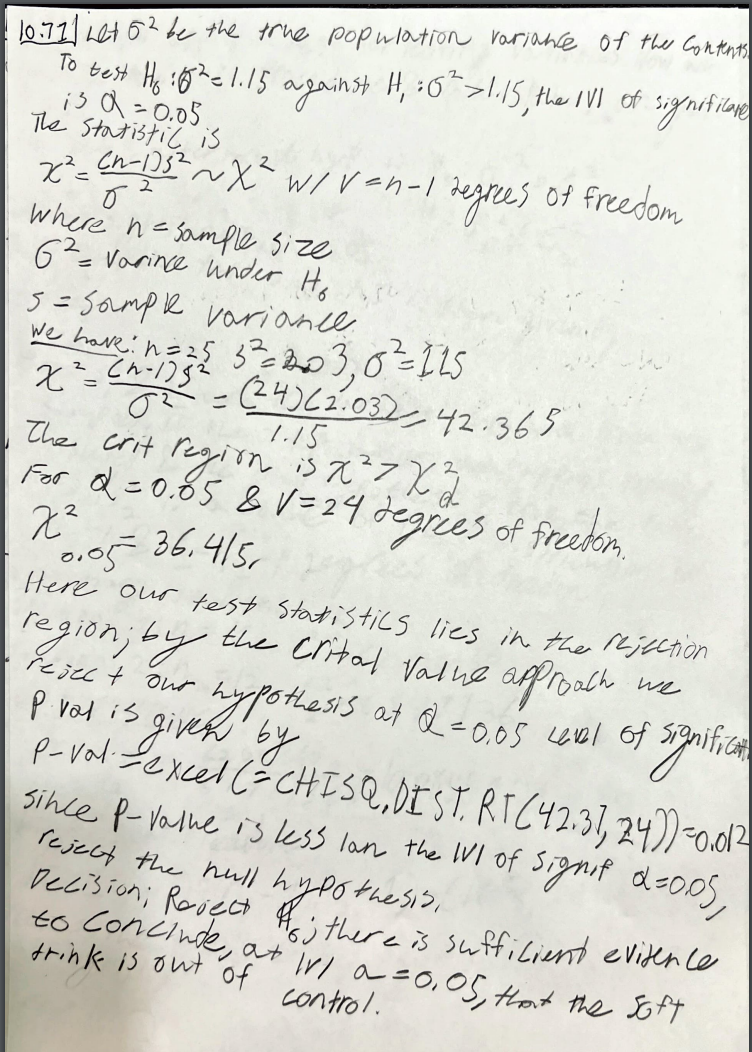 10.71 Let σ² be the true population variance of the Contents.
To test H₀: σ² = 1.15 against H₁: σ² > 1.15, the lvl of significance
is α = 0.05
The Statistic is
χ² = (n-1)s² / σ² ~ χ² w/ v = n-1 degrees of freedom
Where n = sample size
σ² = Varince under H₀
s = sample variance.
We have: n = 25 s² = 2.03, σ² = 1.15
χ² = (n-1)s² / σ² = (24)(2.03) / 1.15 = 42.365
The crit region is χ² > χ²α
For α = 0.05 & v = 24 degrees of freedom.
χ²0.05 = 36.415.
Here our test statistics lies in the rejection
region; by the critical value approach we
reject our hypothesis at α = 0.05 level of significance
P val is given by
P-val = excel (= CHISQ.DIST.RT(42.37, 24)) = 0.012
since P-value is less lan the lvl of signif α = 0.05,
reject the null hypothesis.
Decision; Reject H₀; there is sufficient evidence
to Conclude, at lvl a = 0.05, that the soft
drink is out of control.